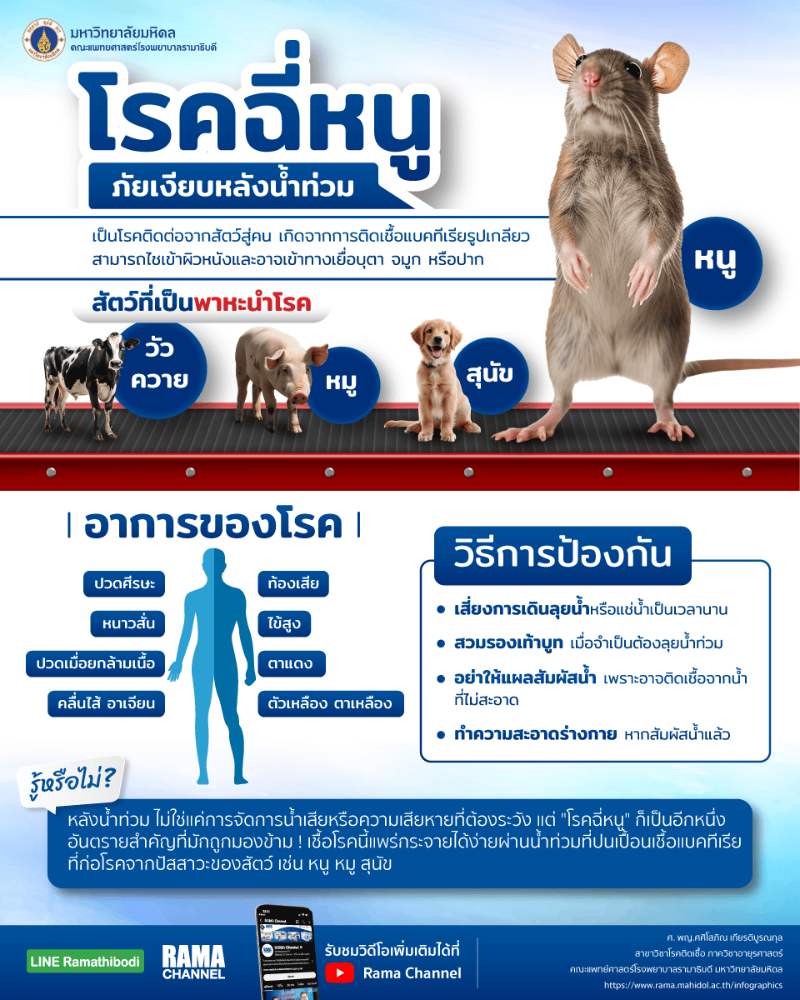 มหาวิทยาลัยมหิดล
คณะแพทยศาสตร์โรงพยาบาลรามาธิบดี
โรคฉี่หนู
ภัยเงียบหลังน้ำท่วม
เป็นโรคติดต่อจากสัตว์สู่คน เกิดจากการติดเชื้อแบคทีเรียรูปเกลียว
สามารถไชเข้าผิวหนังและอาจเข้าทางเยื่อบุตา จมูก หรือปาก
หนู
สัตว์ที่เป็นพาหะนำโรค
วัว
ควาย
หมู
สุนัข
อาการของโรค
ปวดศีรษะ
หนาวสั่น
ปวดเมื่อยกล้ามเนื้อ
คลื่นไส้ อาเจียน
ท้องเสีย
ไข้สูง
ตาแดง
ตัวเหลือง ตาเหลือง
วิธีการป้องกัน
• เสี่ยงการเดินลุยน้ำหรือแช่น้ำเป็นเวลานาน
• สวมรองเท้าบูท เมื่อจำเป็นต้องลุยน้ำท่วม
• อย่าให้แผลสัมผัสน้ำ เพราะอาจติดเชื้อจากน้ำ
ที่ไม่สะอาด
• ทำความสะอาดร่างกาย หากสัมผัสน้ำแล้ว
รู้หรือไม่?
หลังน้ำท่วม ไม่ใช่แค่การจัดการน้ำเสียหรือความเสียหายที่ต้องระวัง แต่ "โรคฉี่หนู" ก็เป็นอีกหนึ่ง
อันตรายสำคัญที่มักถูกมองข้าม ! เชื้อโรคนี้แพร่กระจายได้ง่ายผ่านน้ำท่วมที่ปนเปื้อนเชื้อแบคทีเรีย
ที่ก่อโรคจากปัสสาวะของสัตว์ เช่น หนู หมู สุนัข
LINE Ramathibodi
RAMA
CHANNEL
RAMA Channel
รับชมวิดีโอเพิ่มเติมได้ที่
Rama Channel
ศ. พญ.ศศิโสภิณ เกียรติบูรณกุล
สาขาวิชาโรคติดเชื้อ ภาควิชาอายุรศาสตร์
คณะแพทย์ศาสตร์โรงพยาบาลรามาธิบดี มหาวิทยาลัยมหิดล
https://www.rama.mahidol.ac.th/infographics